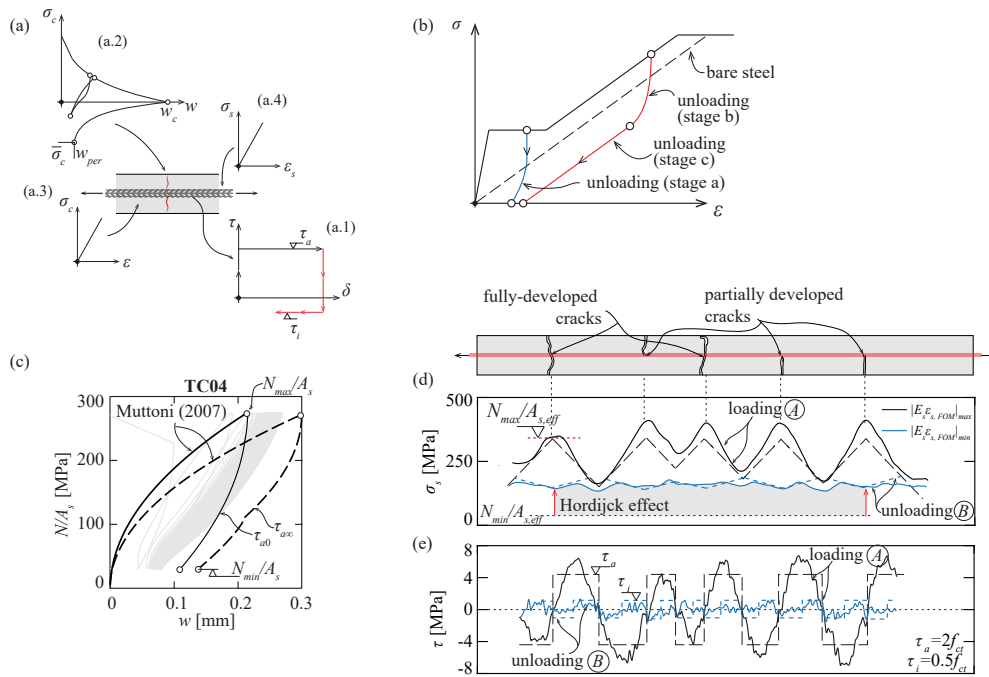 (a)
σc
(a.2)
wc
w
σ̅c
wper
(a.4)
σs
εs
(a.3)
σc
ε
(a.1)
τ
τa
δ
τi
(b)
σ
bare steel
unloading
(stage b)
unloading
(stage c)
unloading (stage a)
ε
(c)
TC04
Nmax/As
Muttoni (2007)
300
200
100
0
N/As [MPa]
τa0
τa∞
Nmin/As
0
0.1
0.2
0.3
w [mm]
fully-developed
cracks
partially developed
cracks
(d)
500
250
0
σs [MPa]
Nmax/As,eff
loading A
|Esεs,FOM|max
|Esεs,FOM|min
Hordijck effect
Nmin/As,eff
unloading B
(e)
8
4
0
-4
-8
τ [MPa]
τa
τi
loading A
unloading B
τa=2fct
τi=0.5fct